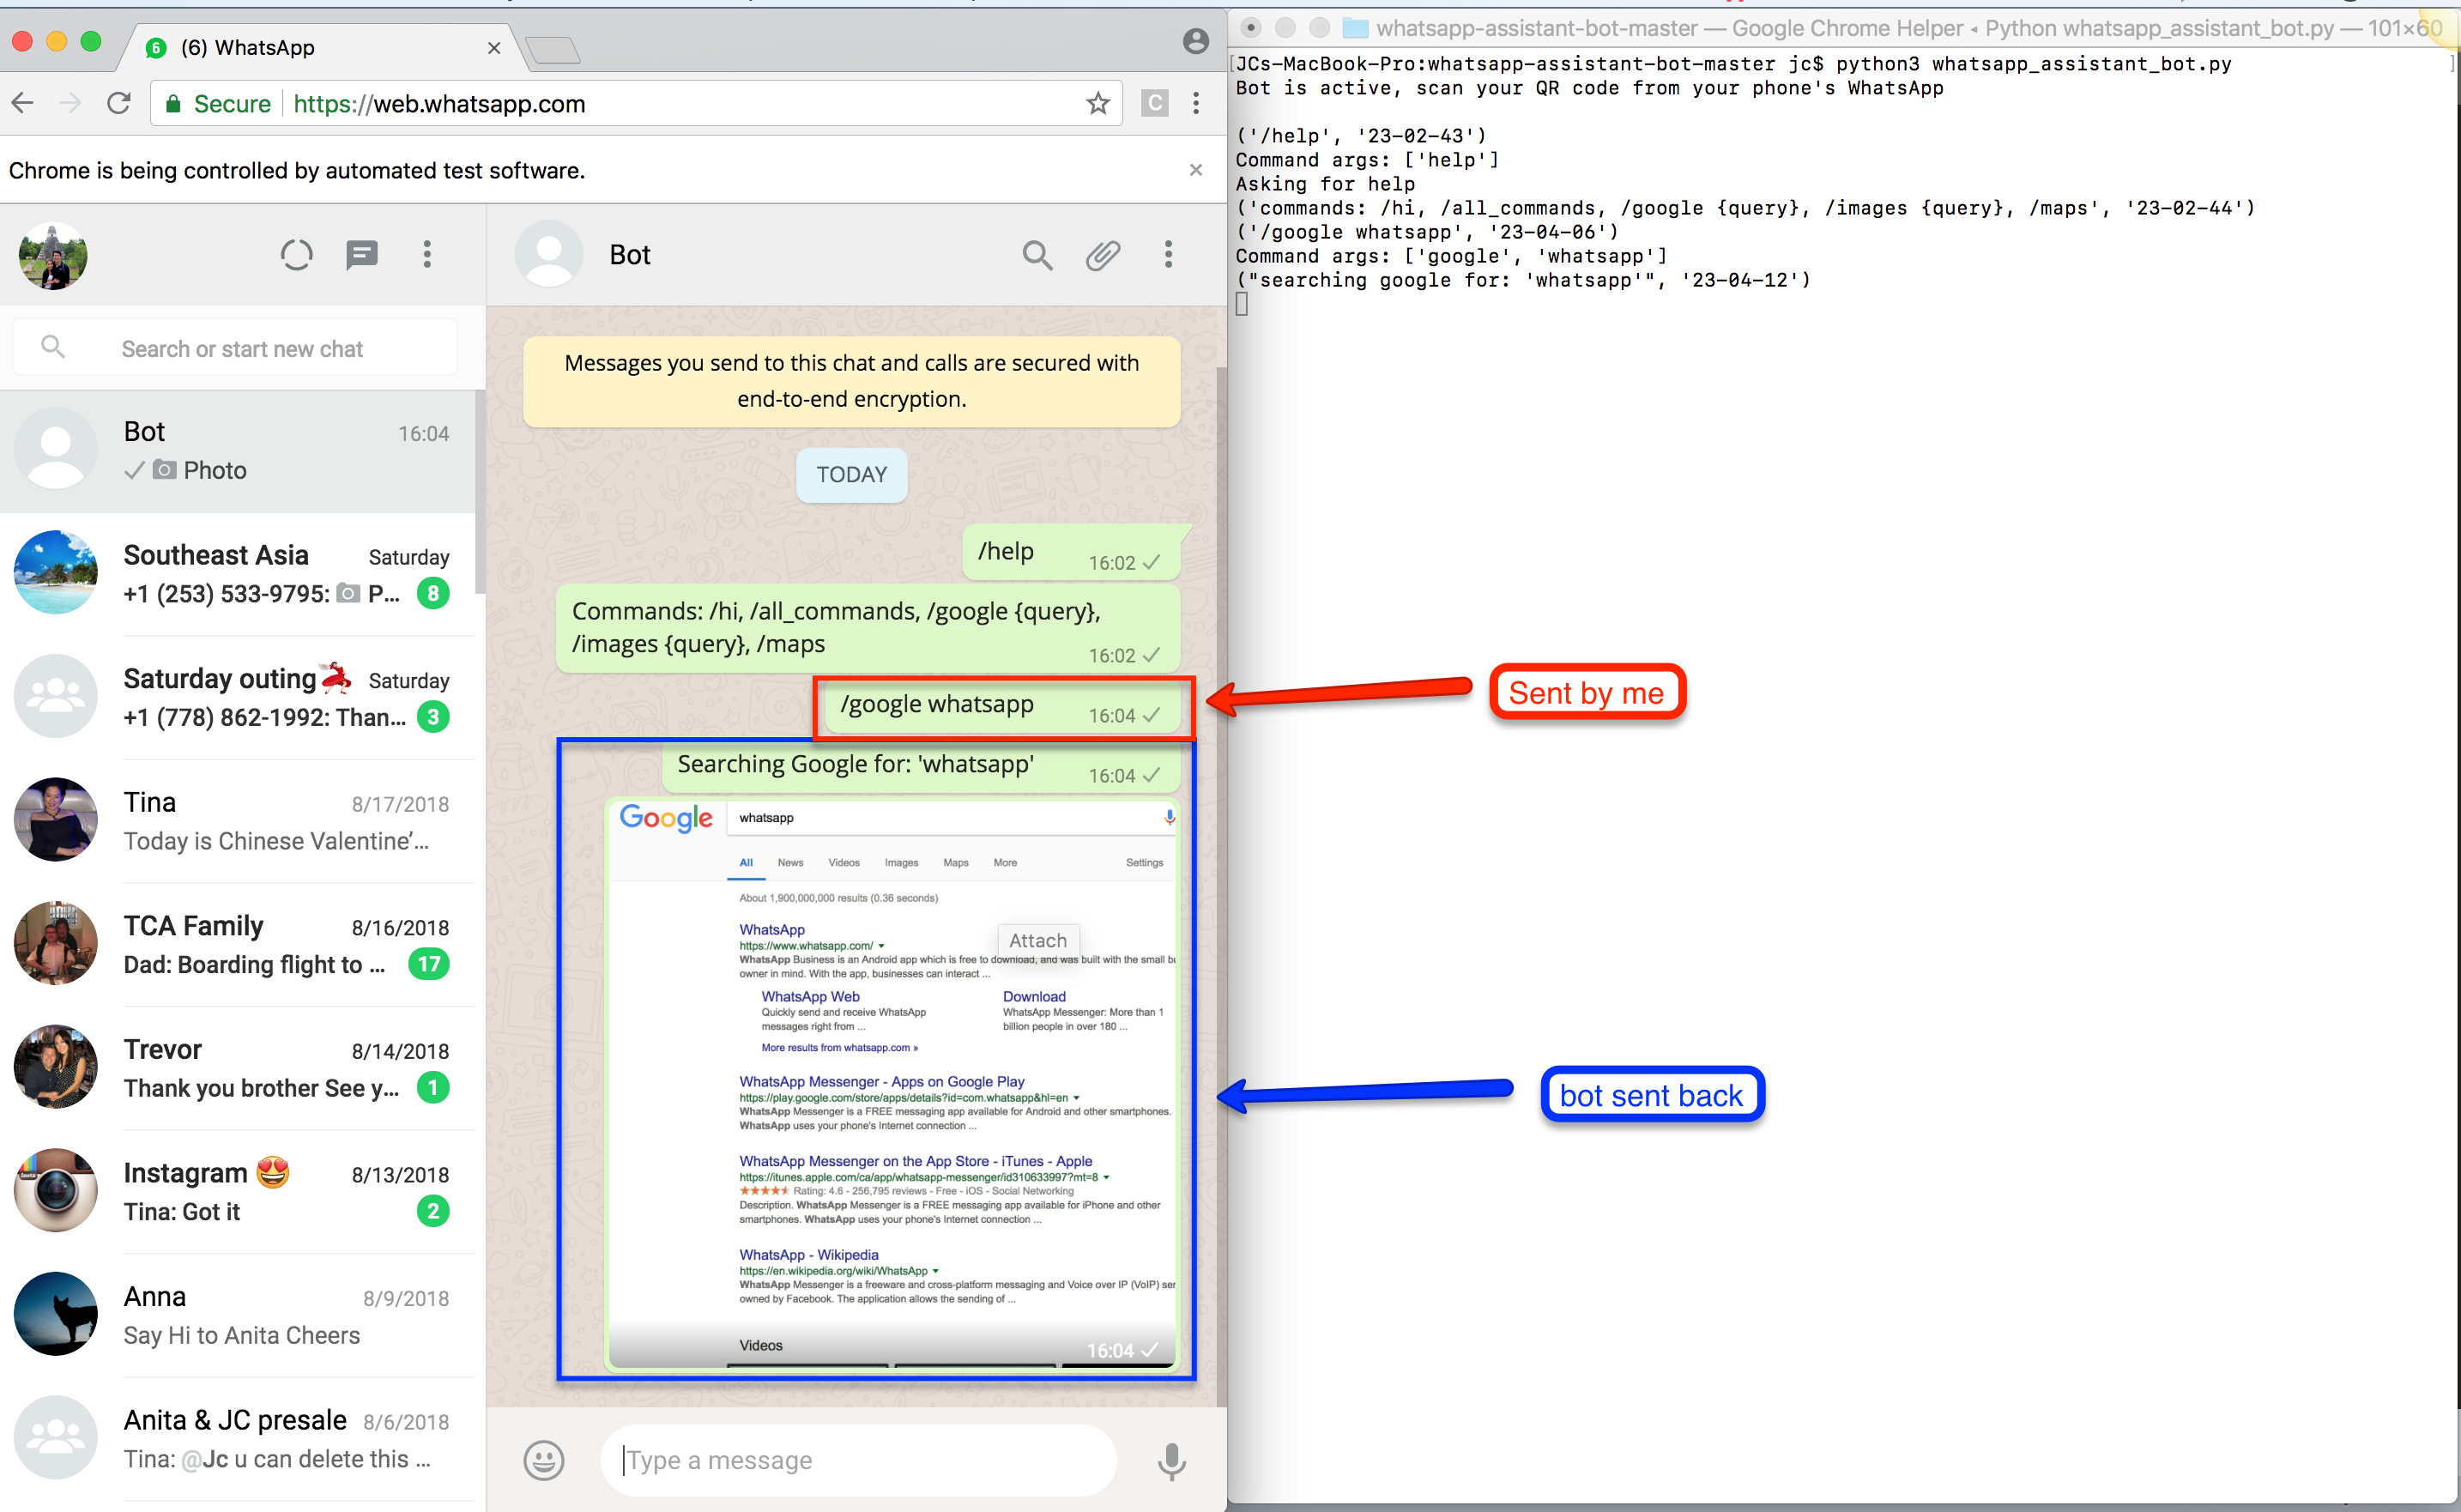 (6) WhatsApp
6
Secure
https://web.whatsapp.com
C
Chrome is being controlled by automated test software.
Bot
Search or start new chat
Bot 16:04
Photo
Southeast Asia Saturday
+1 (253) 533-9795: P... 8
Saturday outing Saturday
+1 (778) 862-1992: Than... 3
Tina 8/17/2018
Today is Chinese Valentine’...
TCA Family 8/16/2018
Dad: Boarding flight to ... 17
Trevor 8/14/2018
Thank you brother See y... 1
Instagram 8/13/2018
Tina: Got it 2
Anna 8/9/2018
Say Hi to Anita Cheers
Anita & JC presale 8/6/2018
Tina: @Jc u can delete this ...
Messages you send to this chat and calls are secured with
end-to-end encryption.
TODAY
/help 16:02
Commands: /hi, /all_commands, /google {query},
/images {query}, /maps 16:02
/google whatsapp 16:04
Searching Google for: 'whatsapp' 16:04
Google whatsapp
All News Videos Images Maps More Settings
About 1,900,000,000 results (0.36 seconds)
WhatsApp
https://www.whatsapp.com/
Attach
WhatsApp Business is an Android app which is free to download, and was built with the small bu
owner in mind. With the app, businesses can interact ...
WhatsApp Web
Quickly send and receive WhatsApp
messages right from ...
Download
WhatsApp Messenger: More than 1
billion people in over 180 ...
More results from whatsapp.com »
WhatsApp Messenger - Apps on Google Play
https://play.google.com/store/apps/details?id=com.whatsapp&hl=en
WhatsApp Messenger is a FREE messaging app available for Android and other smartphones.
WhatsApp uses your phone's Internet connection ...
WhatsApp Messenger on the App Store - iTunes - Apple
https://itunes.apple.com/ca/app/whatsapp-messenger/id310633997?mt=8
Rating: 4.6 - 256,795 reviews - Free - iOS - Social Networking
Description. WhatsApp Messenger is a FREE messaging app available for iPhone and other
smartphones. WhatsApp uses your phone's Internet connection ...
WhatsApp - Wikipedia
https://en.wikipedia.org/wiki/WhatsApp
WhatsApp Messenger is a freeware and cross-platform messaging and Voice over IP (VoIP) ser
owned by Facebook. The application allows the sending of ...
Videos
16:04
Type a message
whatsapp-assistant-bot-master — Google Chrome Helper ◂ Python whatsapp_assistant_bot.py — 101×60
[JCs-MacBook-Pro:whatsapp-assistant-bot-master jc$ python3 whatsapp_assistant_bot.py ]
Bot is active, scan your QR code from your phone's WhatsApp
('/help', '23-02-43')
Command args: ['help']
Asking for help
('commands: /hi, /all_commands, /google {query}, /images {query}, /maps', '23-02-44')
('/google whatsapp', '23-04-06')
Command args: ['google', 'whatsapp']
("searching google for: 'whatsapp'", '23-04-12')
Sent by me
bot sent back